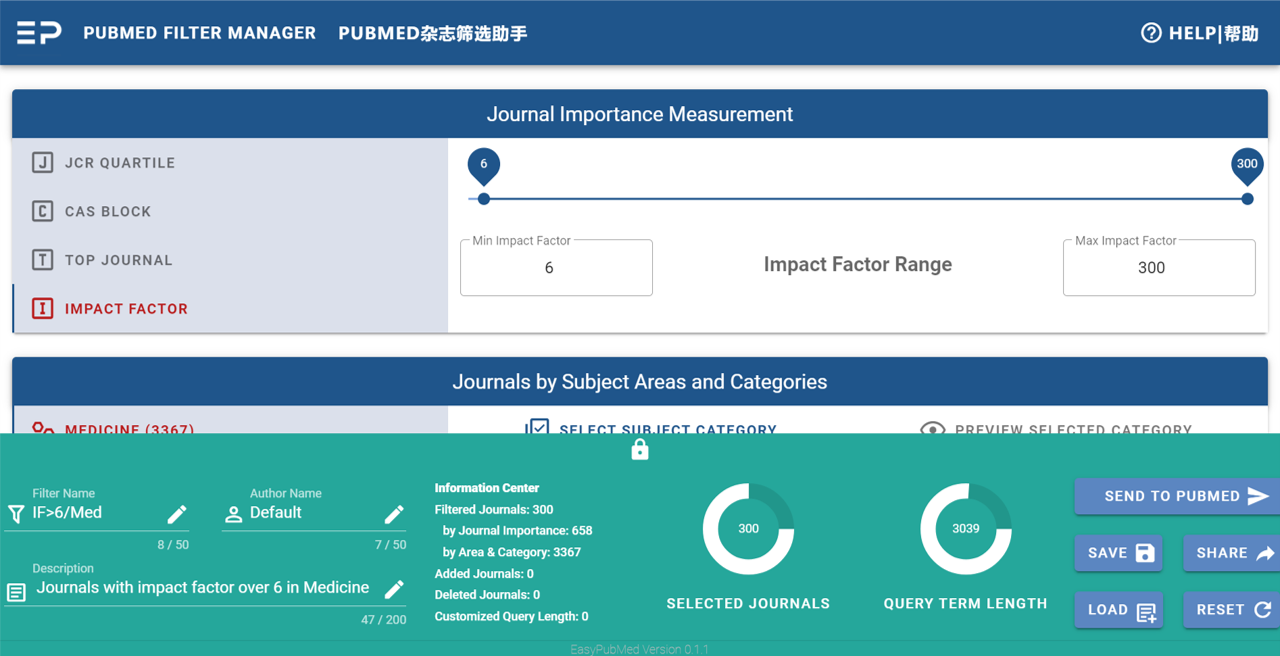 EP PUBMED FILTER MANAGER PUBMED杂志筛选助手 HELP|帮助
Journal Importance Measurement
J JCR QUARTILE
C CAS BLOCK
T TOP JOURNAL
I IMPACT FACTOR
6 300
Min Impact Factor
6
Impact Factor Range
Max Impact Factor
300
Journals by Subject Areas and Categories
MEDICINE (3367) SELECT SUBJECT CATEGORY PREVIEW SELECTED CATEGORY
Filter Name
IF>6/Med
8 / 50
Author Name
Default
7 / 50
Description
Journals with impact factor over 6 in Medicine
47 / 200
Information Center
Filtered Journals: 300
by Journal Importance: 658
by Area & Category: 3367
Added Journals: 0
Deleted Journals: 0
Customized Query Length: 0
300
SELECTED JOURNALS
3039
QUERY TERM LENGTH
SEND TO PUBMED
SAVE SHARE
LOAD RESET
EasyPubMed Version 0.1.1